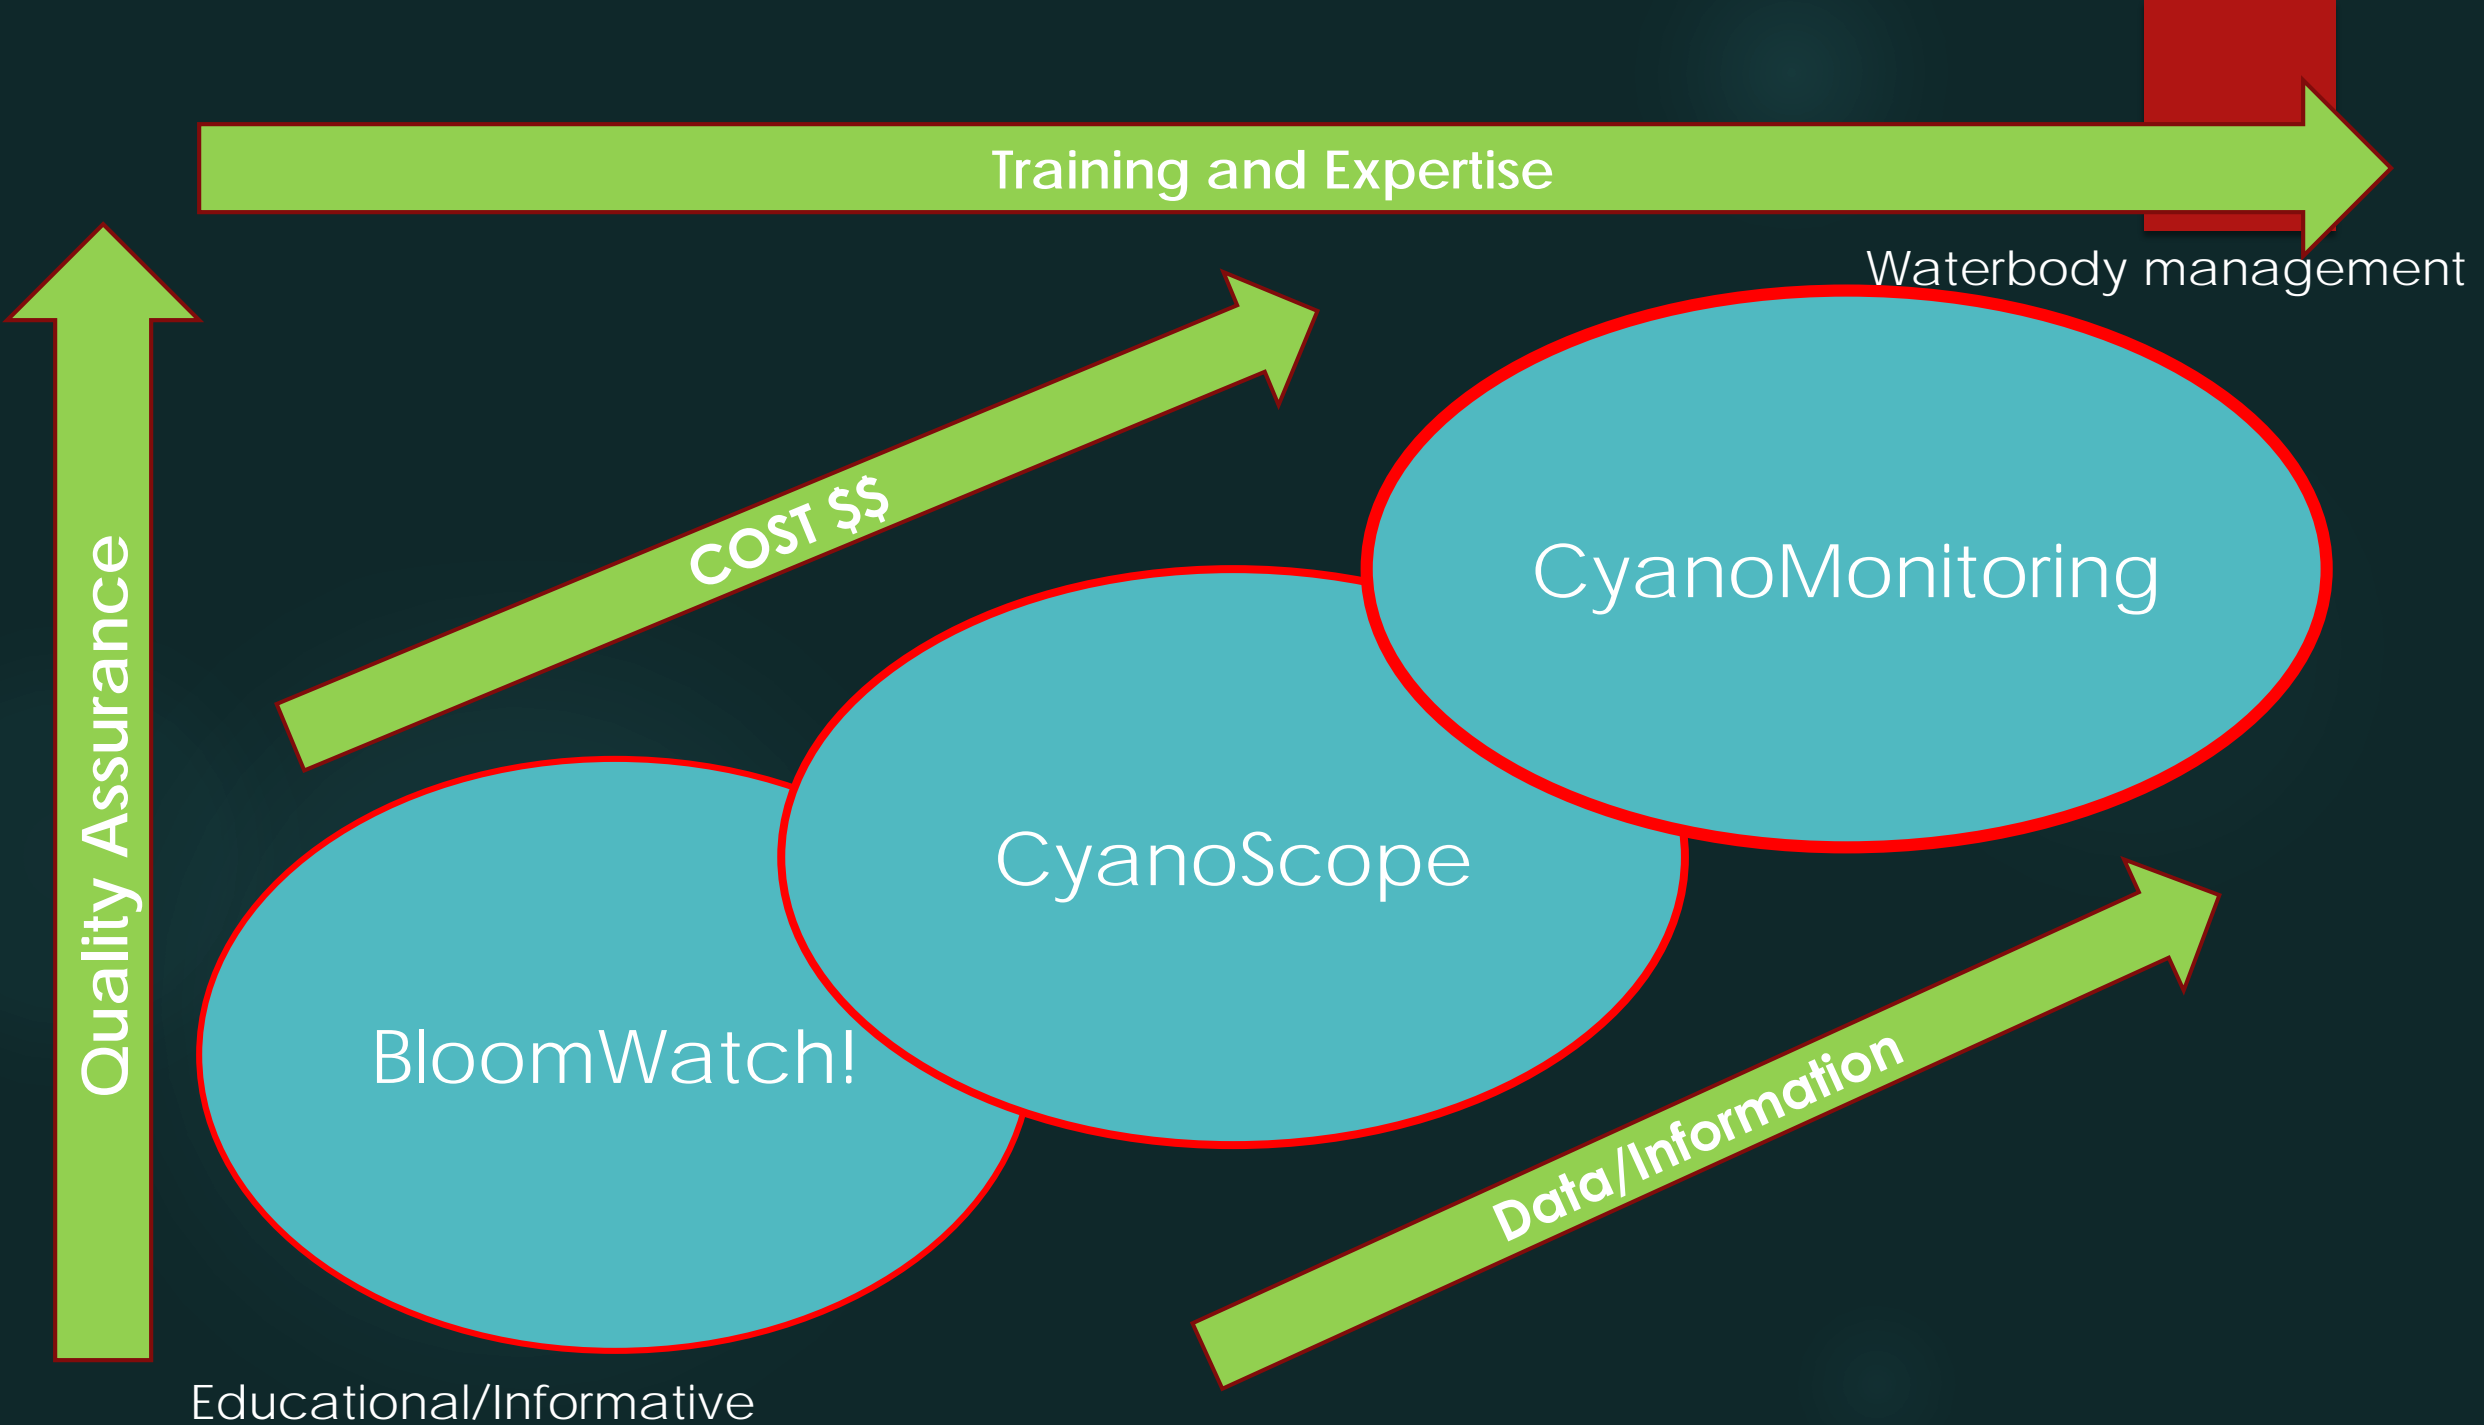 Training and Expertise
Waterbody management
COST $$
CyanoMonitoring
Quality Assurance
CyanoScope
BloomWatch!
Data/Information
Educational/Informative